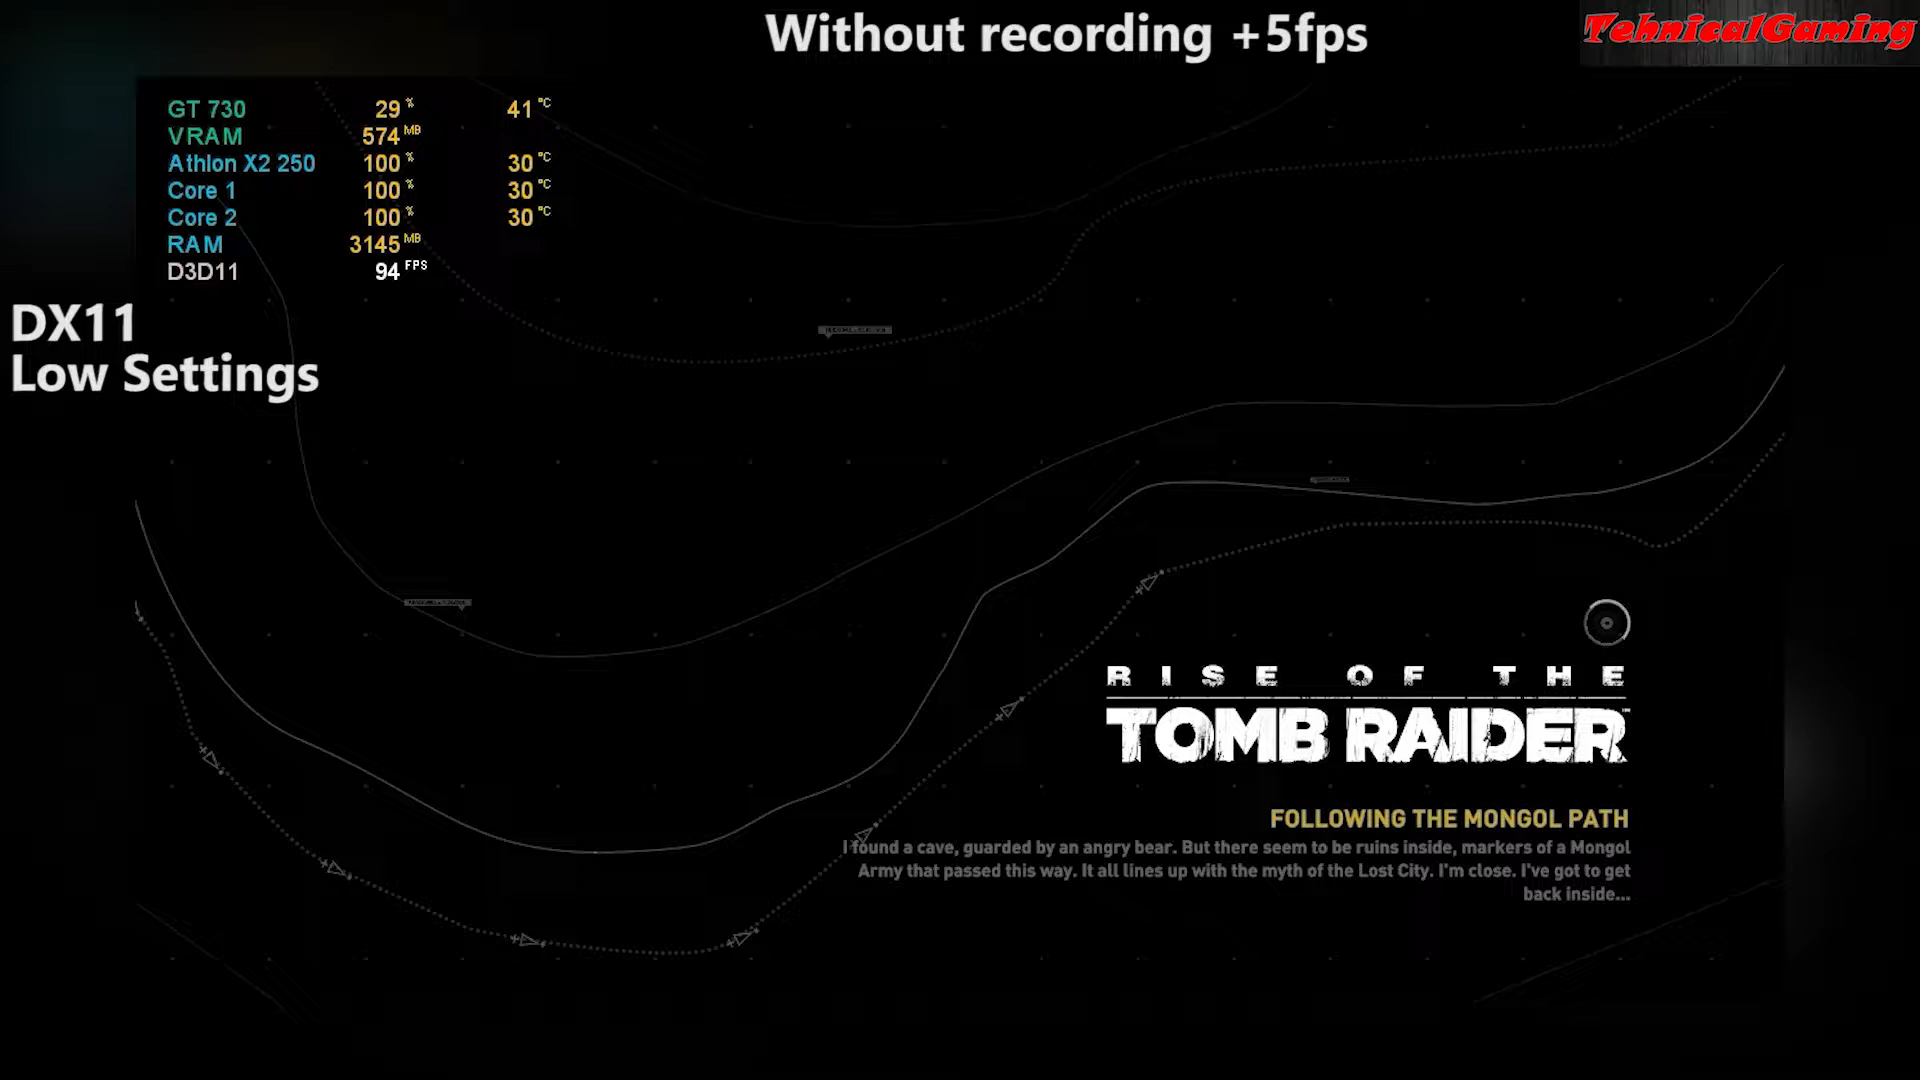 Without recording +5fps
TehnicalGaming
GT 730 29 % 41 °C
VRAM 574 MB
Athlon X2 250 100 % 30 °C
Core 1 100 % 30 °C
Core 2 100 % 30 °C
RAM 3145 MB
D3D11 94 FPS
DX11
Low Settings
RISE OF THE
TOMB RAIDER
FOLLOWING THE MONGOL PATH
I found a cave, guarded by an angry bear. But there seem to be ruins inside, markers of a Mongol
Army that passed this way. It all lines up with the myth of the Lost City. I'm close. I've got to get
back inside...